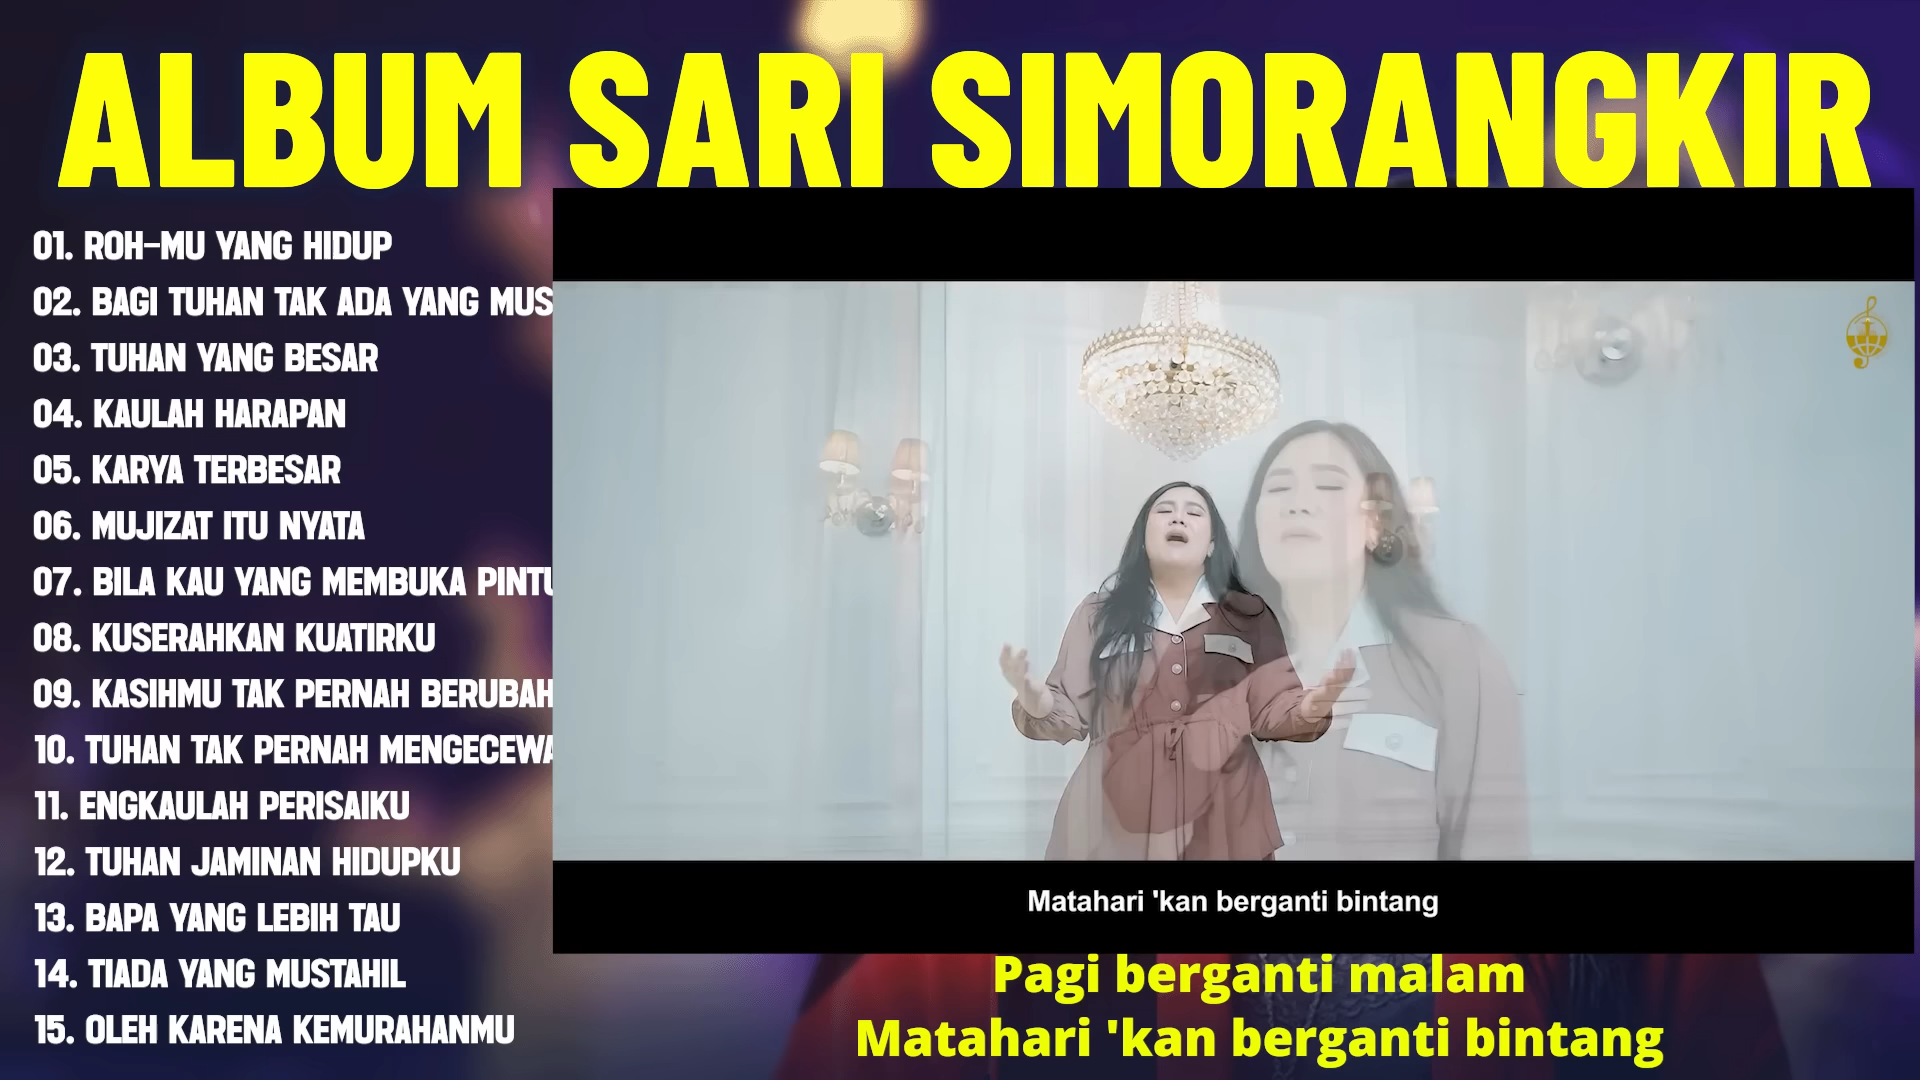 ALBUM SARI SIMORANGKIR
01. ROH-MU YANG HIDUP
02. BAGI TUHAN TAK ADA YANG MUS
03. TUHAN YANG BESAR
04. KAULAH HARAPAN
05. KARYA TERBESAR
06. MUJIZAT ITU NYATA
07. BILA KAU YANG MEMBUKA PINTU
08. KUSERAHKAN KUATIRKU
09. KASIHMU TAK PERNAH BERUBAH
10. TUHAN TAK PERNAH MENGECEWA
11. ENGKAULAH PERISAIKU
12. TUHAN JAMINAN HIDUPKU
13. BAPA YANG LEBIH TAU
14. TIADA YANG MUSTAHIL
15. OLEH KARENA KEMURAHANMU
Matahari 'kan berganti bintang
Pagi berganti malam
Matahari 'kan berganti bintang